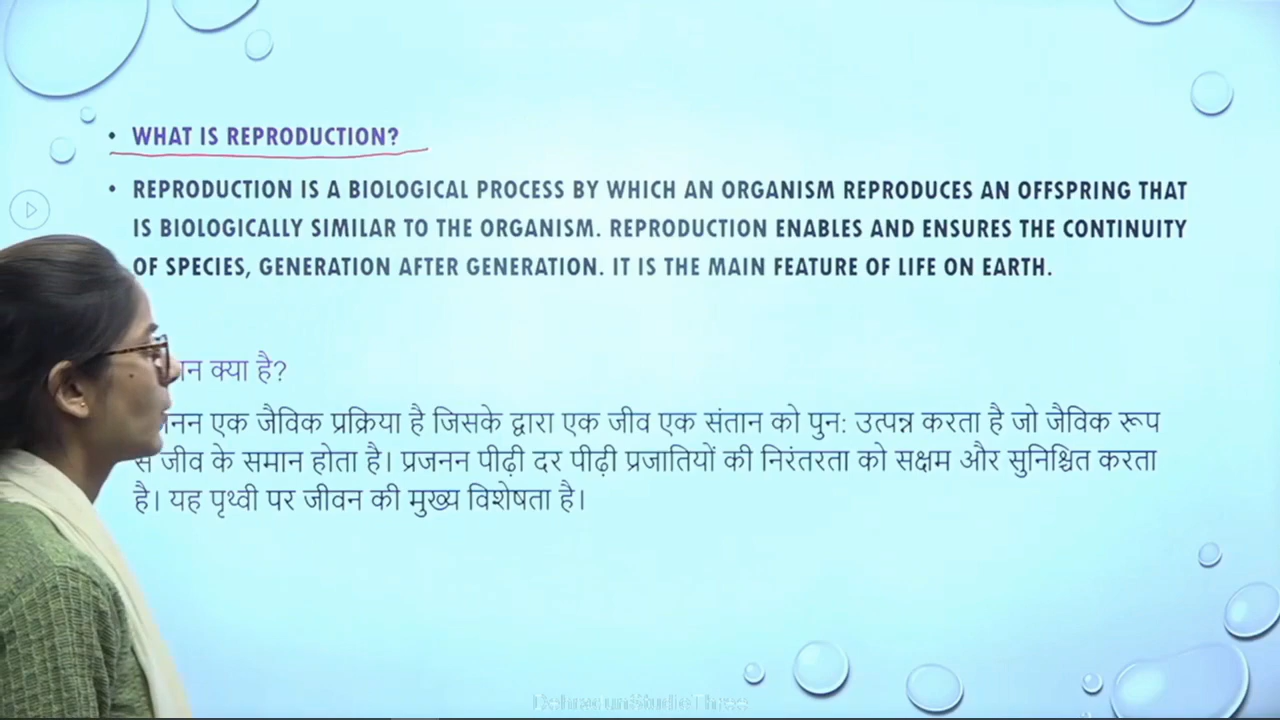 WHAT IS REPRODUCTION?
REPRODUCTION IS A BIOLOGICAL PROCESS BY WHICH AN ORGANISM REPRODUCES AN OFFSPRING THAT
IS BIOLOGICALLY SIMILAR TO THE ORGANISM. REPRODUCTION ENABLES AND ENSURES THE CONTINUITY
OF SPECIES, GENERATION AFTER GENERATION. IT IS THE MAIN FEATURE OF LIFE ON EARTH.
क्या है?
एक जैविक प्रक्रिया है जिसके द्वारा एक जीव एक संतान को पुन: उत्पन्न करता है जो जैविक रूप
से जीव के समान होता है। प्रजनन पीढ़ी दर पीढ़ी प्रजातियों की निरंतरता को सक्षम और सुनिश्चित करता
है। यह पृथ्वी पर जीवन की मुख्य विशेषता है।